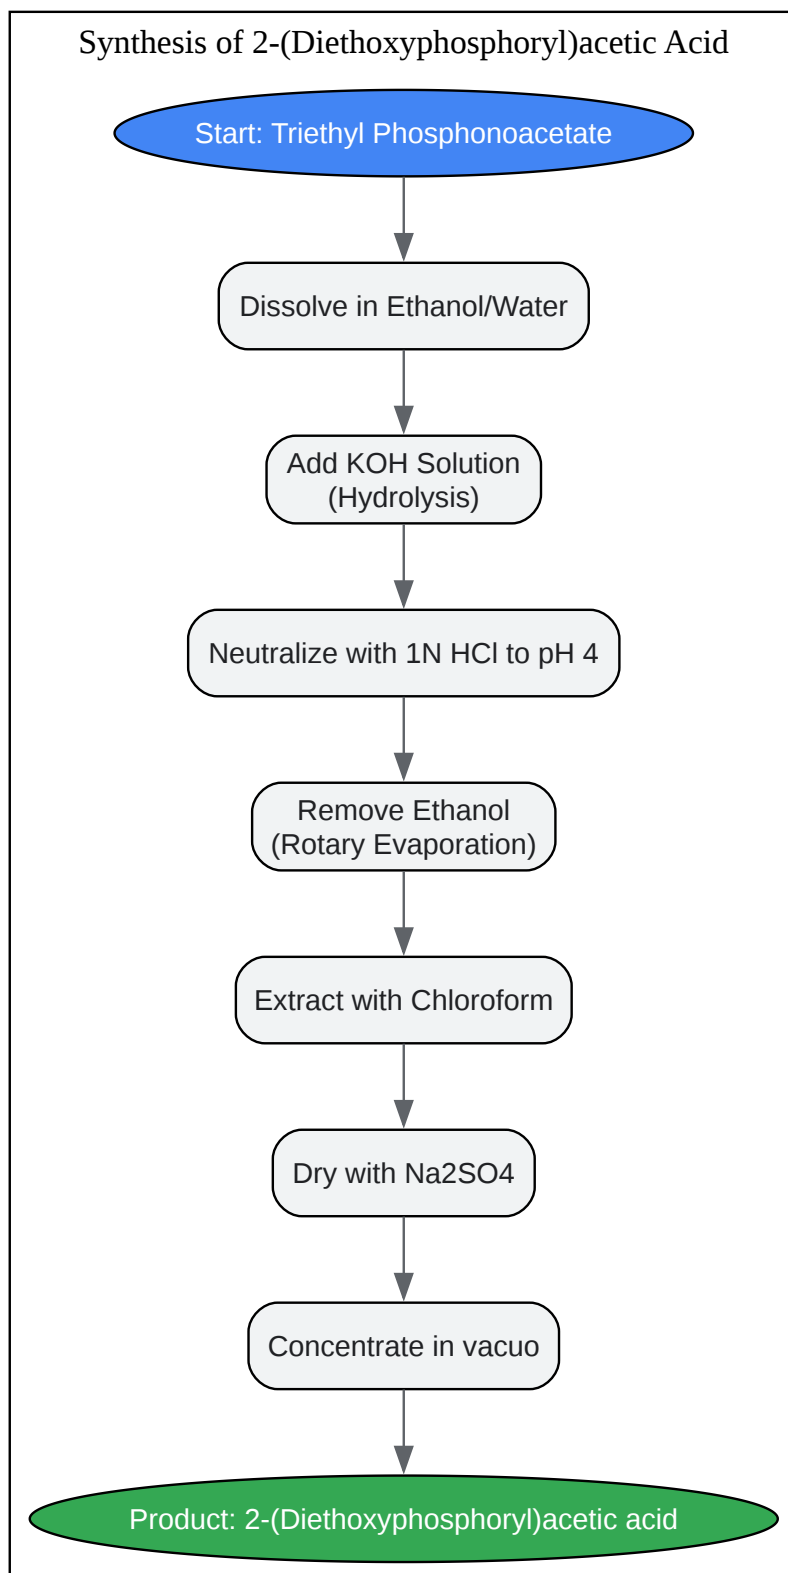 Synthesis of 2-(Diethoxyphosphoryl)acetic Acid
Start: Triethyl Phosphonoacetate
Dissolve in Ethanol/Water
Add KOH Solution
(Hydrolysis)
Neutralize with 1N HCl to pH 4
Remove Ethanol
(Rotary Evaporation)
Extract with Chloroform
Dry with Na2SO4
Concentrate in vacuo
Product: 2-(Diethoxyphosphoryl)acetic acid